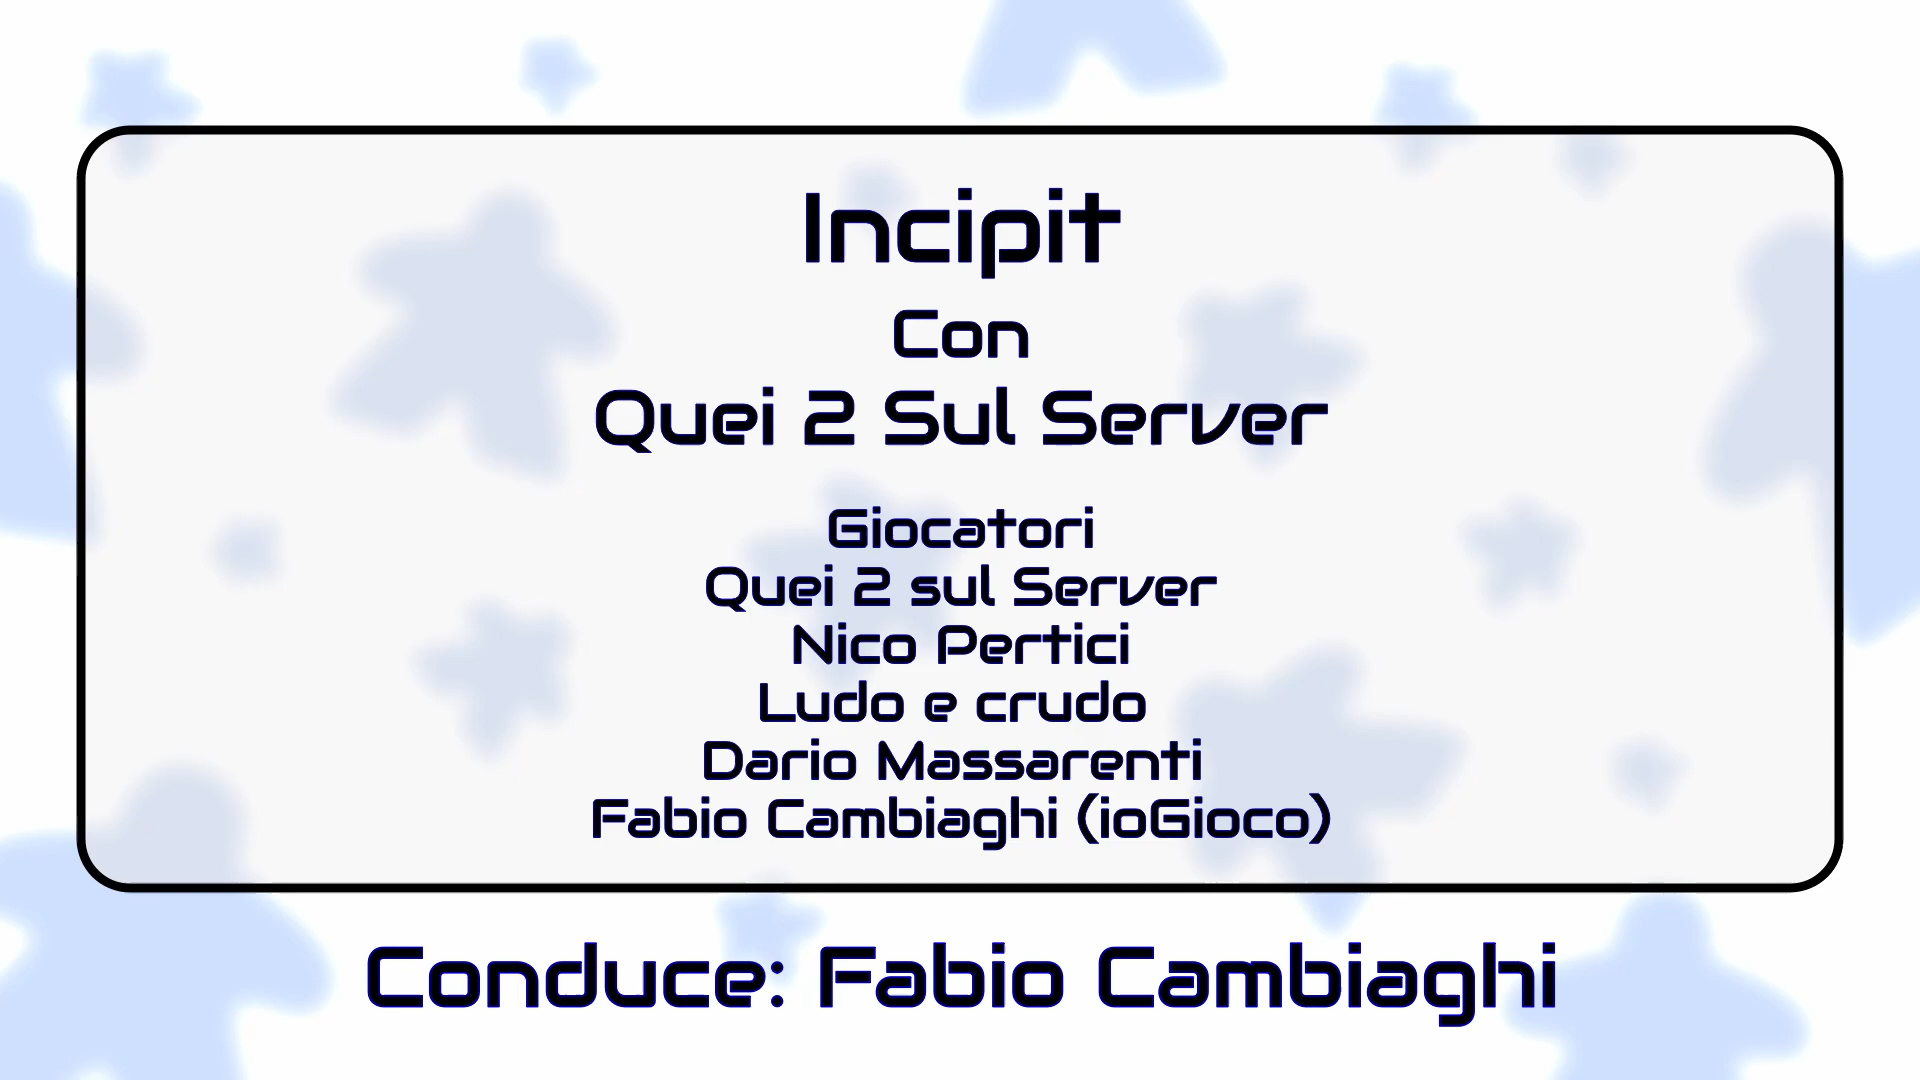 Incipit
Con
Quei 2 Sul Server
Giocatori
Quei 2 sul Server
Nico Pertici
Ludo e crudo
Dario Massarenti
Fabio Cambiaghi (ioGioco)
Conduce: Fabio Cambiaghi